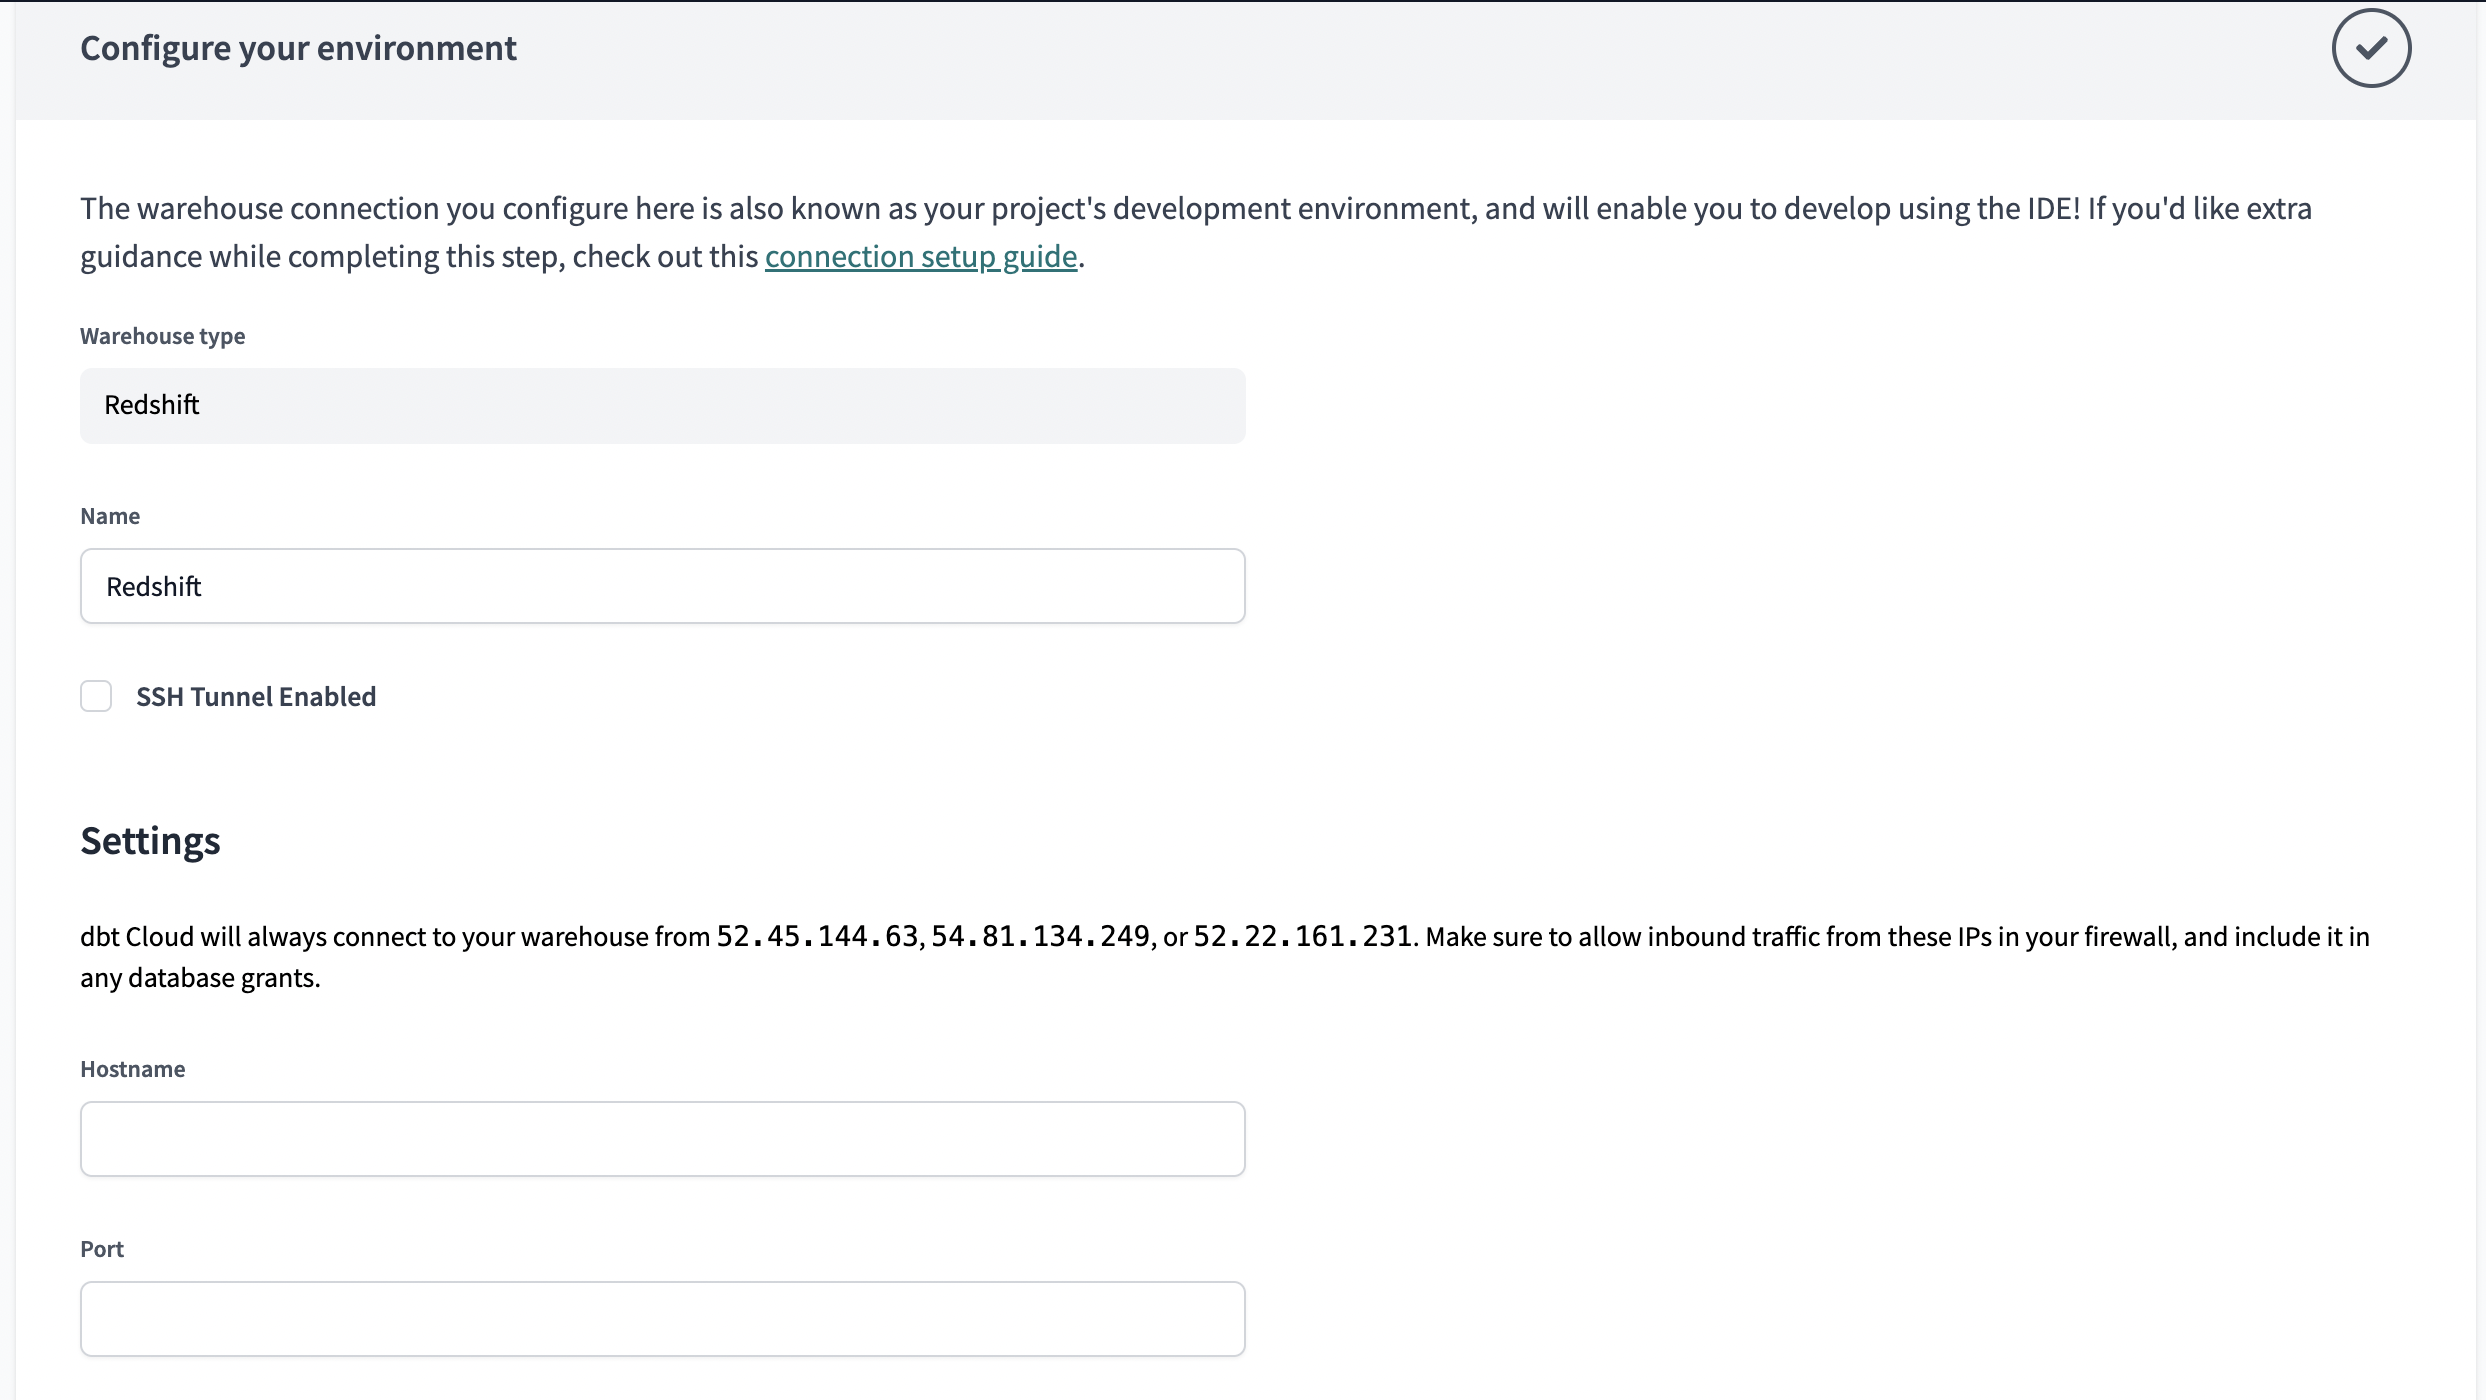 Configure your environment
The warehouse connection you configure here is also known as your project's development environment, and will enable you to develop using the IDE! If you'd like extra
guidance while completing this step, check out this connection setup guide.
Warehouse type
Redshift
Name
Redshift
SSH Tunnel Enabled
Settings
dbt Cloud will always connect to your warehouse from 52.45.144.63, 54.81.134.249, or 52.22.161.231. Make sure to allow inbound traffic from these IPs in your firewall, and include it in
any database grants.
Hostname
Port